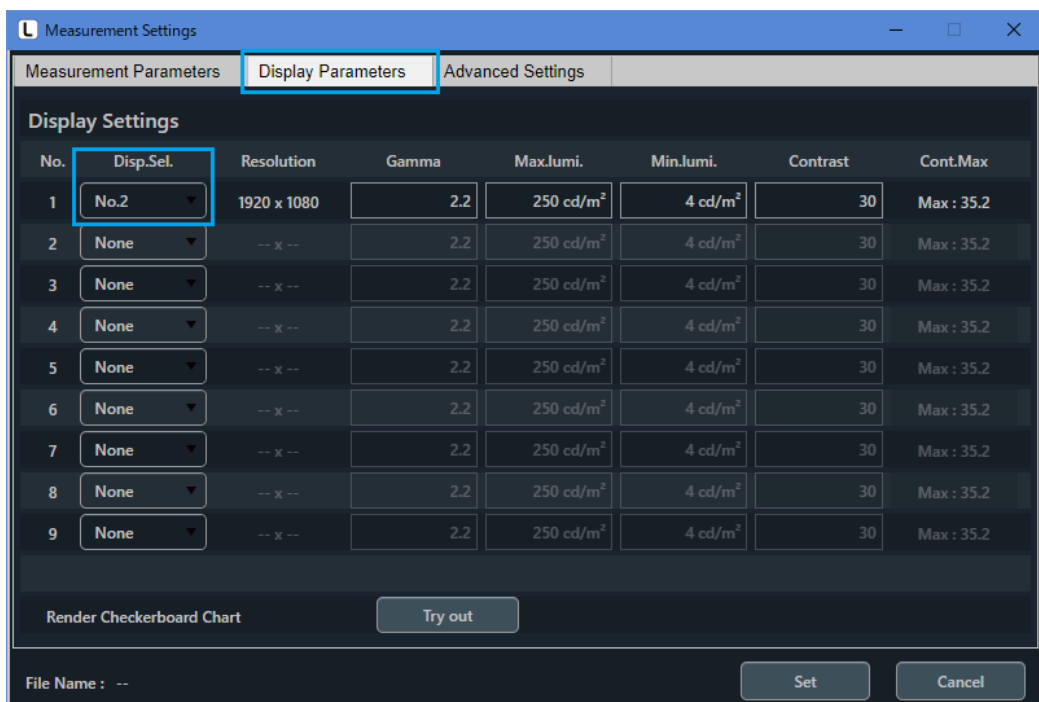 L Measurement Settings
Measurement Parameters Display Parameters Advanced Settings
Display Settings
No. Disp.Sel. Resolution Gamma Max.lumi. Min.lumi. Contrast Cont.Max
1 No.2 1920 x 1080 2.2 250 cd/m² 4 cd/m² 30 Max : 35.2
2 None -- x -- 2.2 250 cd/m² 4 cd/m² 30 Max : 35.2
3 None -- x -- 2.2 250 cd/m² 4 cd/m² 30 Max : 35.2
4 None -- x -- 2.2 250 cd/m² 4 cd/m² 30 Max : 35.2
5 None -- x -- 2.2 250 cd/m² 4 cd/m² 30 Max : 35.2
6 None -- x -- 2.2 250 cd/m² 4 cd/m² 30 Max : 35.2
7 None -- x -- 2.2 250 cd/m² 4 cd/m² 30 Max : 35.2
8 None -- x -- 2.2 250 cd/m² 4 cd/m² 30 Max : 35.2
9 None -- x -- 2.2 250 cd/m² 4 cd/m² 30 Max : 35.2
Render Checkerboard Chart Try out
File Name : -- Set Cancel